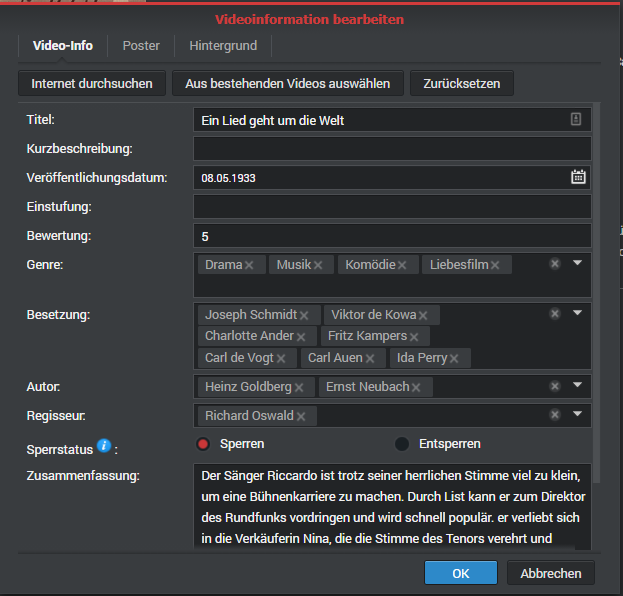 Videoinformation bearbeiten
Video-Info Poster Hintergrund
Internet durchsuchen Aus bestehenden Videos auswählen Zurücksetzen
Titel: Ein Lied geht um die Welt
Kurzbeschreibung:
Veröffentlichungsdatum: 08.05.1933
Einstufung:
Bewertung: 5
Genre: Drama Musik Komödie Liebesfilm
Besetzung: Joseph Schmidt Viktor de Kowa
Charlotte Ander Fritz Kampers
Carl de Vogt Carl Auen Ida Perry
Autor: Heinz Goldberg Ernst Neubach
Regisseur: Richard Oswald
Sperrstatus i : Sperren Entsperren
Zusammenfassung: Der Sänger Riccardo ist trotz seiner herrlichen Stimme viel zu klein,
um eine Bühnenkarriere zu machen. Durch List kann er zum Direktor
des Rundfunks vordringen und wird schnell populär. er verliebt sich
in die Verkäuferin Nina, die die Stimme des Tenors verehrt und
OK Abbrechen